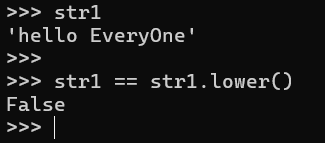 >>> str1
'hello EveryOne'
>>>
>>> str1 == str1.lower()
False
>>>